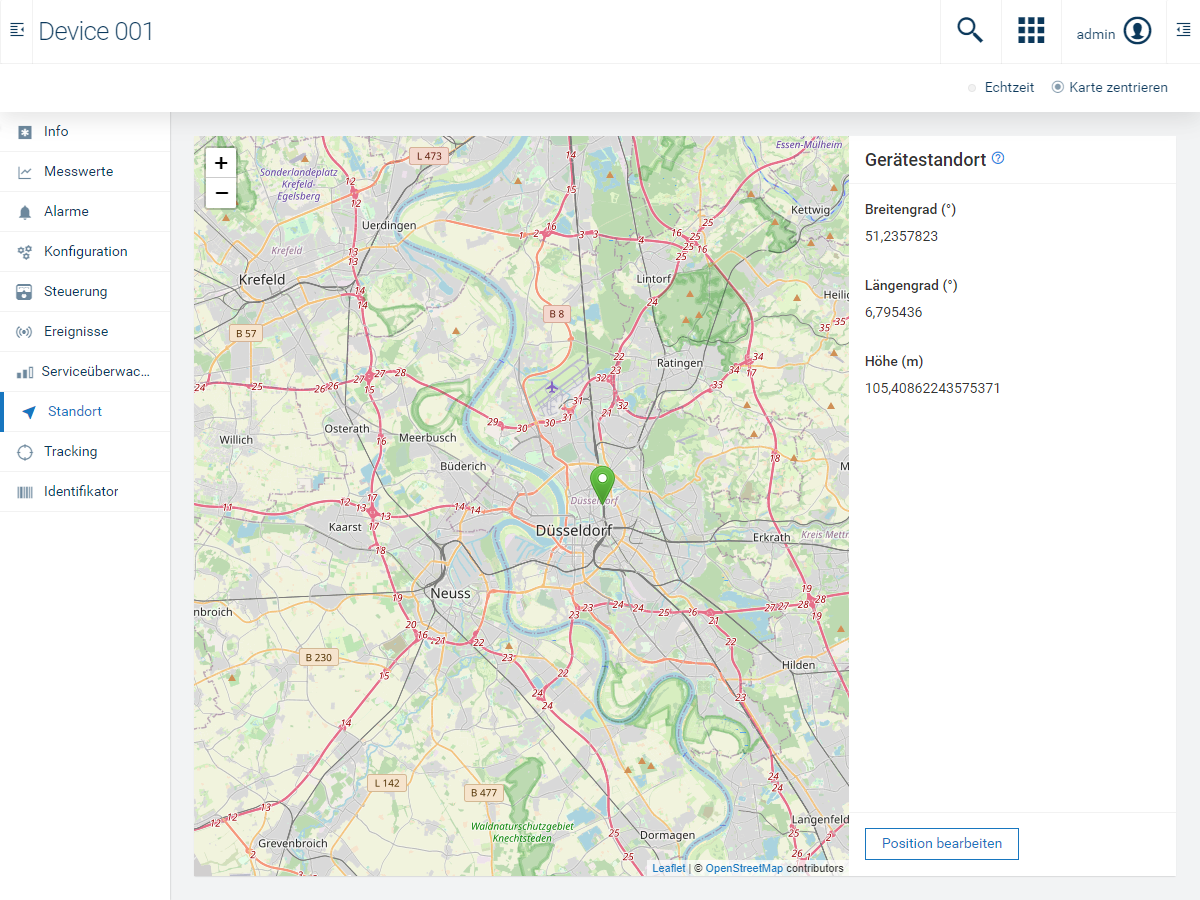 Device 001
admin
Echtzeit
Karte zentrieren
Info
Messwerte
Alarme
Konfiguration
Steuerung
Ereignisse
Serviceüberwac...
Standort
Tracking
Identifikator
+
−
L 473
Essen-Mülheim
Sonderlandeplatz
Krefeld-
Egelsberg
Kettwig
Uerdingen
Krefeld
Krefeld
Lintorf
Heilig
B 8
B 57
Ratingen
Osterath
Meerbusch
Willich
Büderich
Düsseldorf
Düsseldorf
Kaarst
Erkrath
Kreis Mettm
Neuss
nbroich
B 230
Hilden
L 142
B 477
Waldnaturschutzgebiet
Knechtsteden
Langenfeld
Dormagen
Grevenbroich
Leaflet | © OpenStreetMap contributors
Gerätestandort ?
Breitengrad (°)
51,2357823
Längengrad (°)
6,795436
Höhe (m)
105,40862243575371
Position bearbeiten